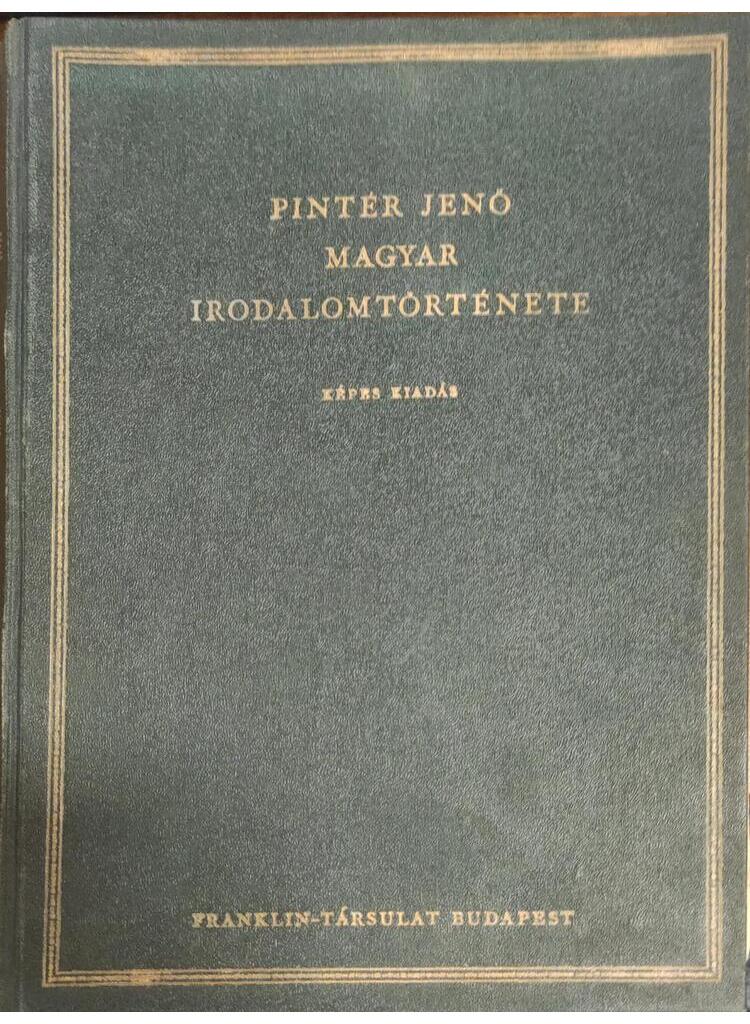 PINTÉR JENŐ
MAGYAR
IRODALOMTÖRTÉNETE
KÉPES KIADÁS
FRANKLIN-TÁRSULAT BUDAPEST